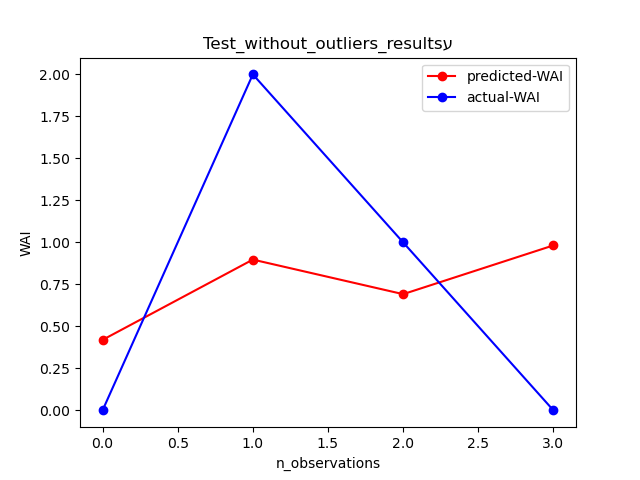 Test_without_outliers_resultsע
predicted-WAI
actual-WAI
2.00
1.75
1.50
1.25
1.00
0.75
0.50
0.25
0.00
WAI
0.0 0.5 1.0 1.5 2.0 2.5 3.0
n_observations